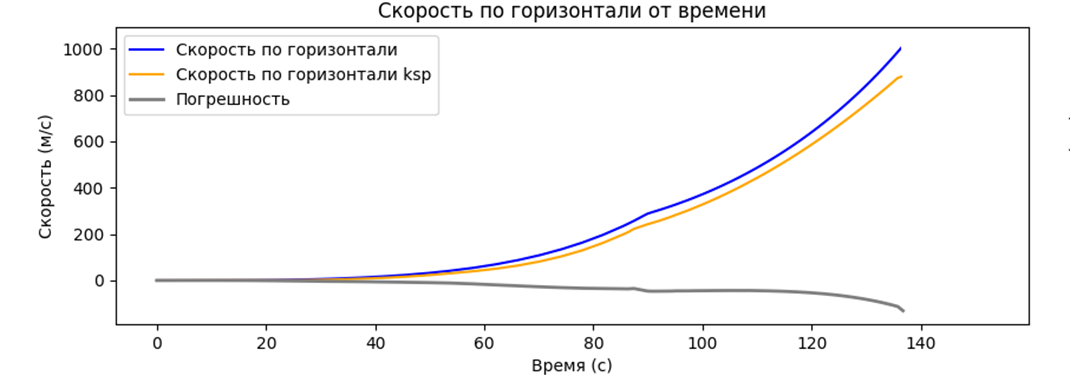 Скорость по горизонтали от времени
Скорость по горизонтали
Скорость по горизонтали ksp
Погрешность
Скорость (м/с)
1000
800
600
400
200
0
0 20 40 60 80 100 120 140
Время (с)